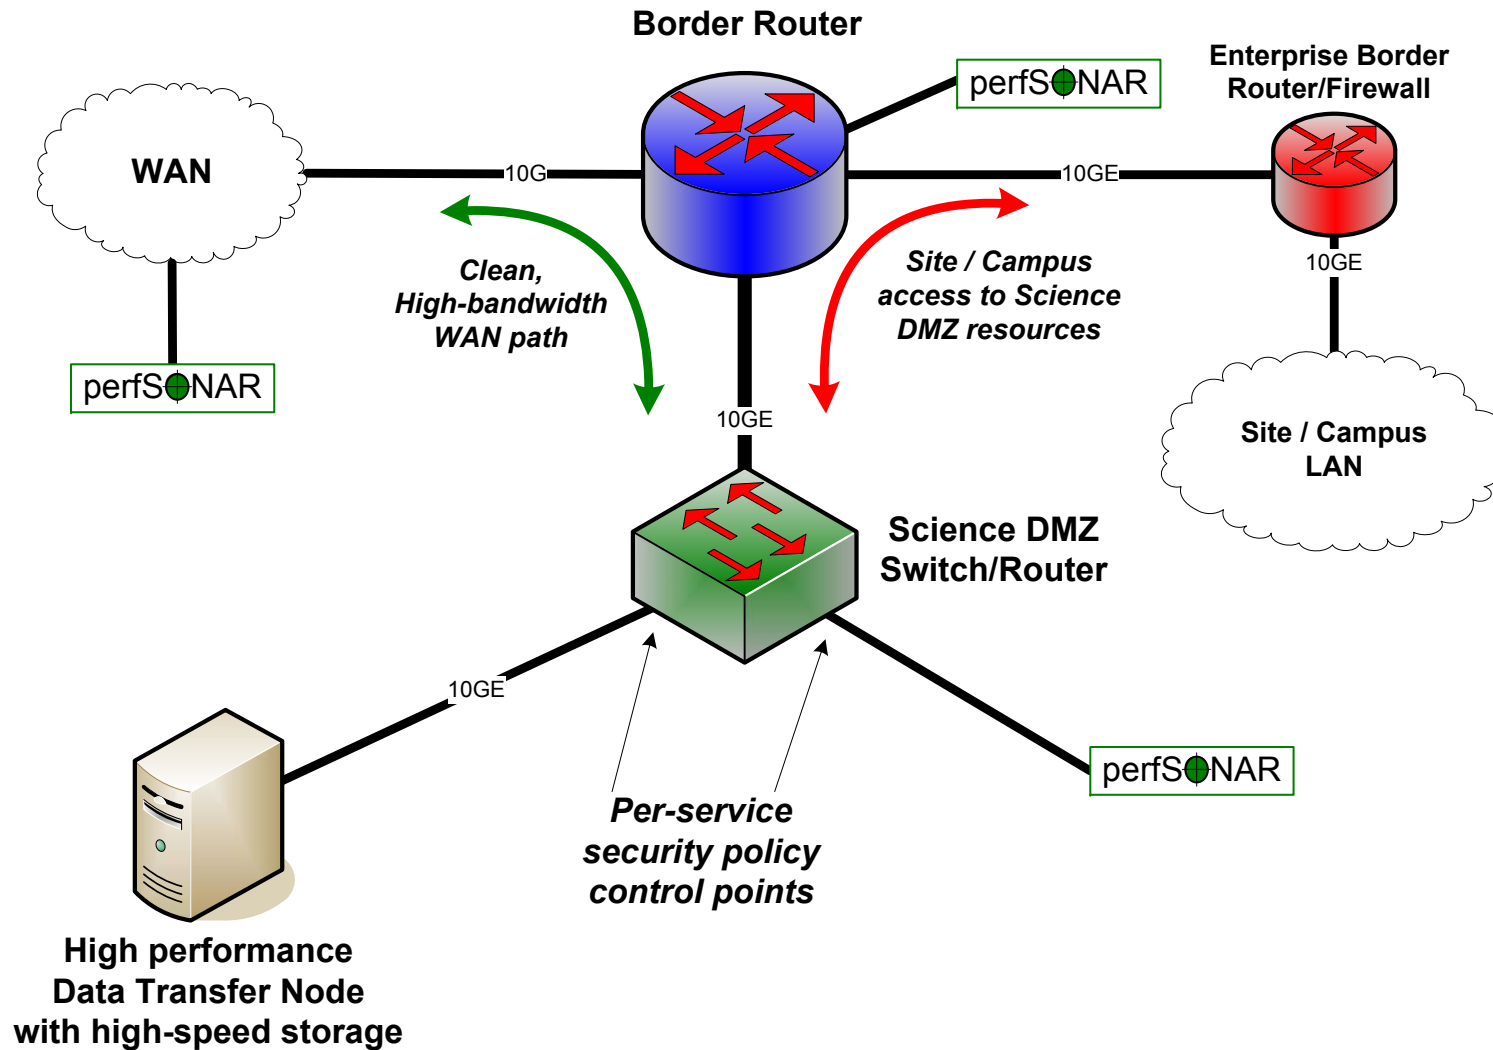 Border Router
perfSONAR
Enterprise Border
Router/Firewall
WAN
10G
10GE
10GE
Clean,
High-bandwidth
WAN path
Site / Campus
access to Science
DMZ resources
perfSONAR
10GE
Site / Campus
LAN
Science DMZ
Switch/Router
10GE
perfSONAR
Per-service
security policy
control points
High performance
Data Transfer Node
with high-speed storage